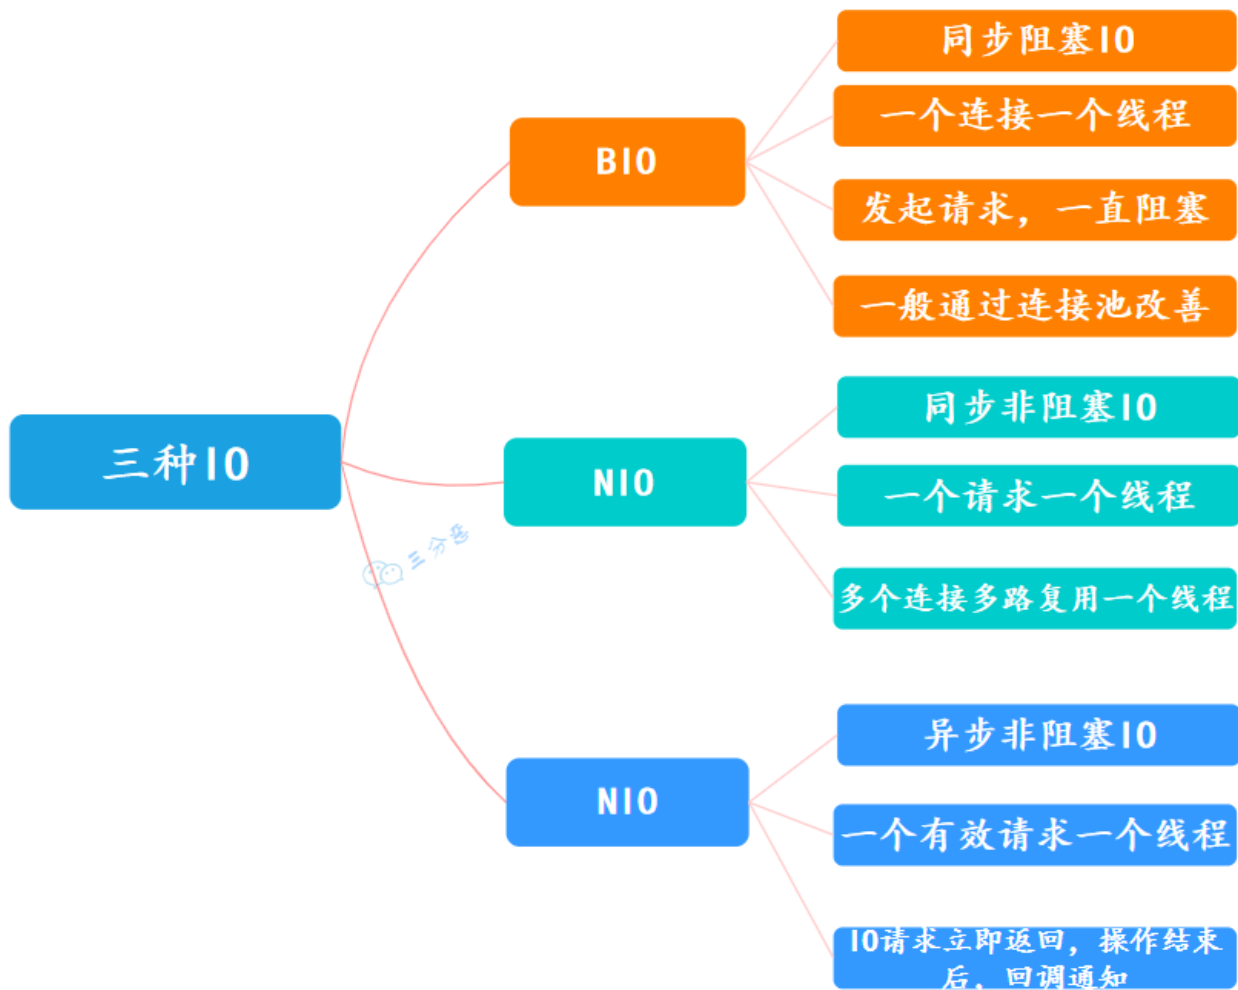 三种IO
BIO
同步阻塞IO
一个连接一个线程
发起请求，一直阻塞
一般通过连接池改善
NIO
同步非阻塞IO
一个请求一个线程
多个连接多路复用一个线程
NIO
异步非阻塞IO
一个有效请求一个线程
IO请求立即返回，操作结束
后，回调通知
三分恶